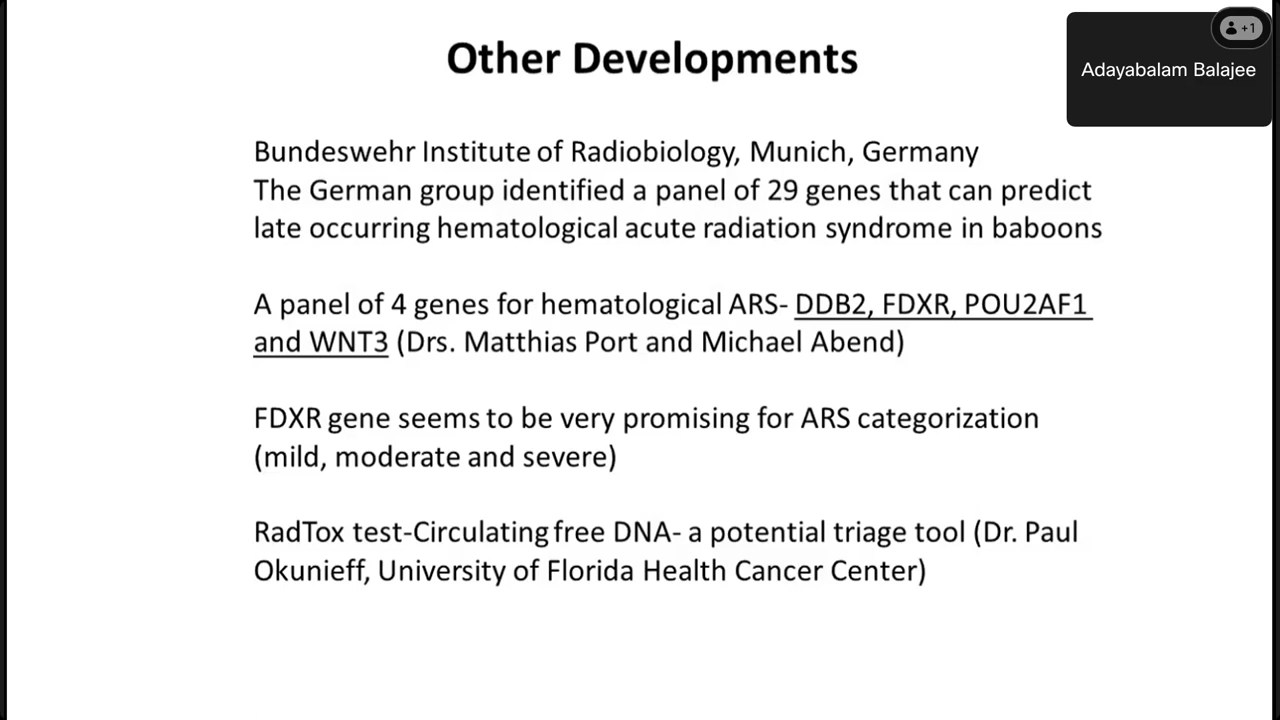 Other Developments
+1
Adayabalam Balajee
Bundeswehr Institute of Radiobiology, Munich, Germany
The German group identified a panel of 29 genes that can predict
late occurring hematological acute radiation syndrome in baboons
A panel of 4 genes for hematological ARS- DDB2, FDXR, POU2AF1
and WNT3 (Drs. Matthias Port and Michael Abend)
FDXR gene seems to be very promising for ARS categorization
(mild, moderate and severe)
RadTox test-Circulating free DNA- a potential triage tool (Dr. Paul
Okunieff, University of Florida Health Cancer Center)